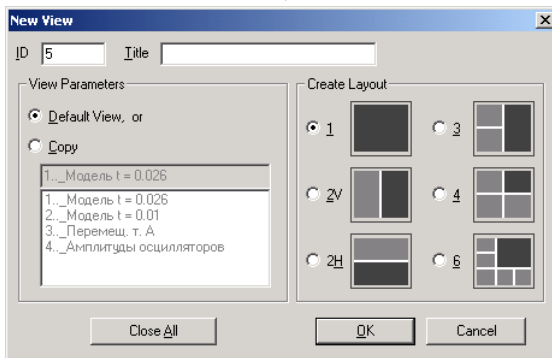 New View
ID 5 Title
View Parameters
Default View, or
Copy
1.._Модель t = 0.026
1.._Модель t = 0.026
2.._Модель t = 0.01
3.._Перемещ. т. А
4.._Амплитуды осцилляторов
Create Layout
1
3
2V
4
2H
6
Close All
OK
Cancel